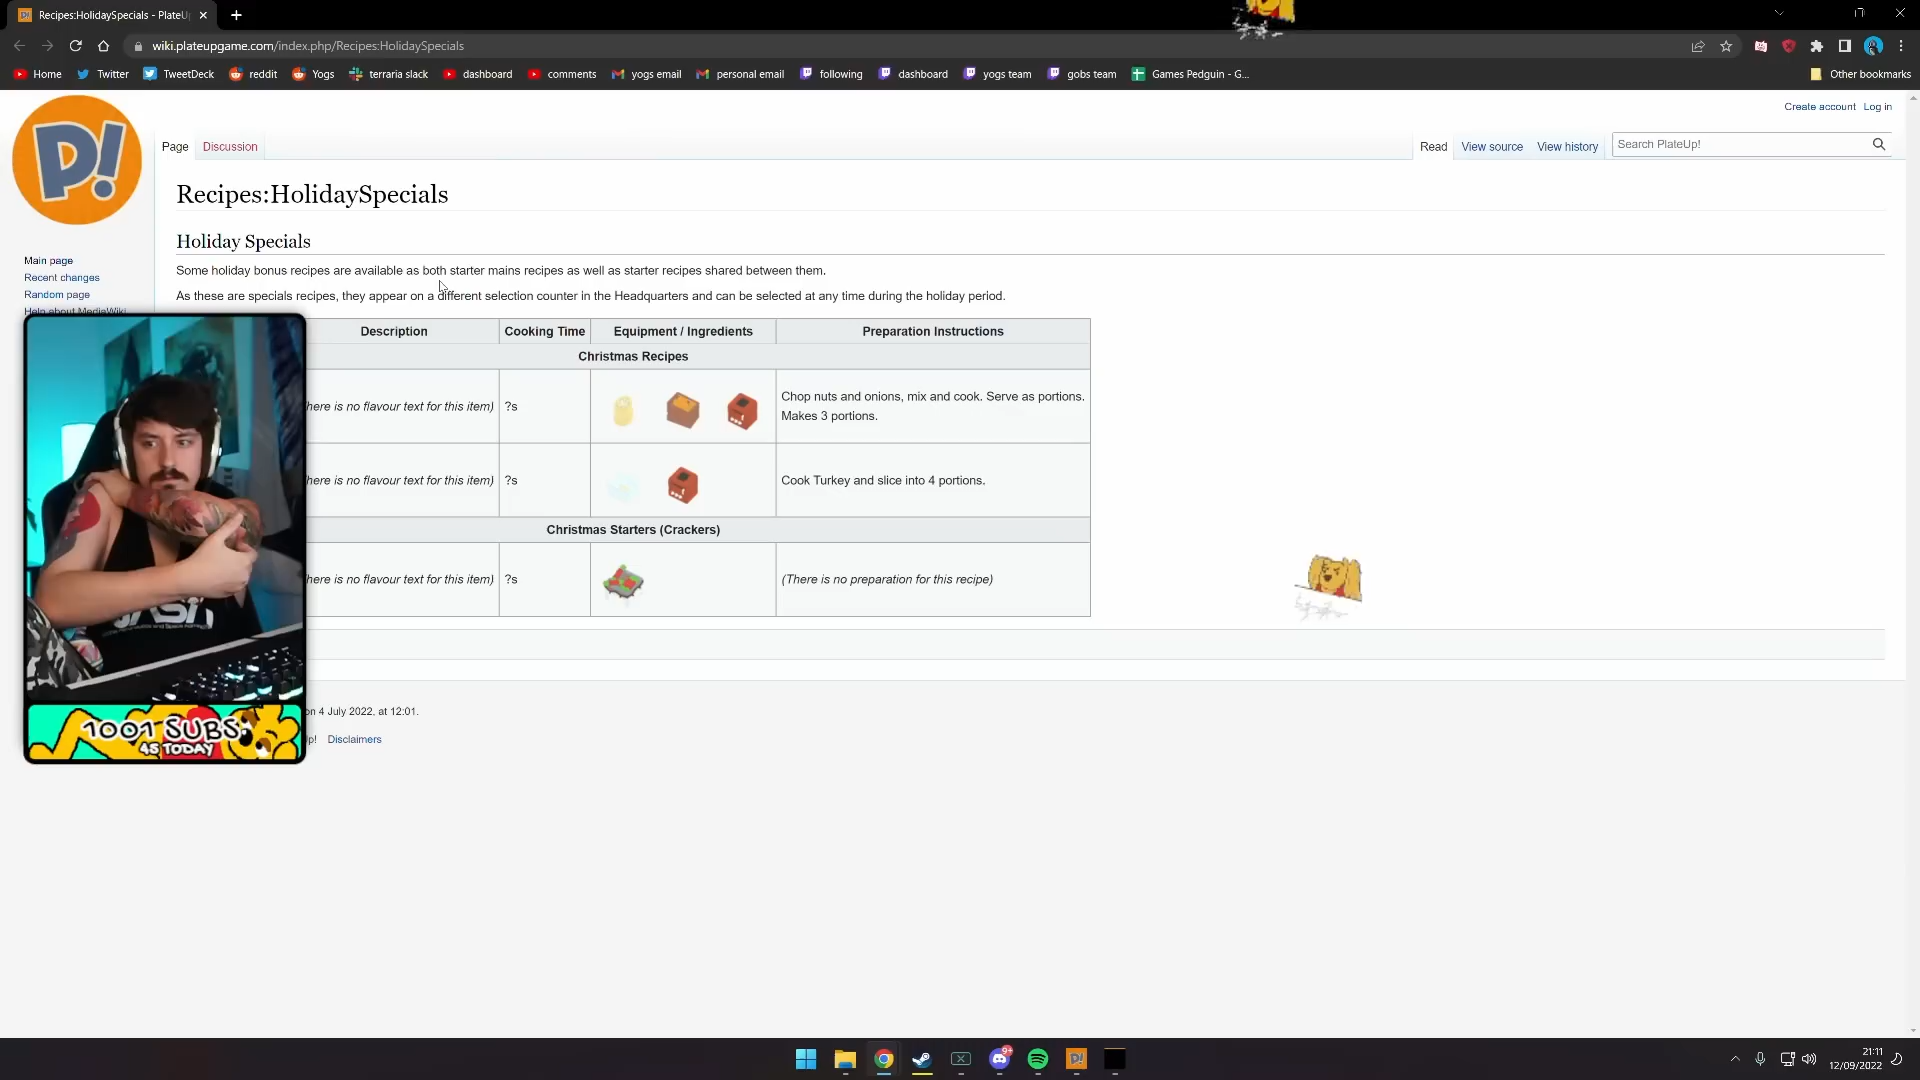 Recipes:HolidaySpecials - PlateU
wiki.plateupgame.com/index.php/Recipes:HolidaySpecials
Home Twitter TweetDeck reddit Yogs terraria slack dashboard comments yogs email personal email following dashboard yogs team gobs team Games Pedguin - G... Other bookmarks
Create account Log in
P!
Page Discussion Read View source View history Search PlateUp!
Recipes:HolidaySpecials
Holiday Specials
Main page
Recent changes
Random page
Help about MediaWiki
Some holiday bonus recipes are available as both starter mains recipes as well as starter recipes shared between them.
As these are specials recipes, they appear on a different selection counter in the Headquarters and can be selected at any time during the holiday period.
Description Cooking Time Equipment / Ingredients Preparation Instructions
Christmas Recipes
here is no flavour text for this item) ?s Chop nuts and onions, mix and cook. Serve as portions.
Makes 3 portions.
here is no flavour text for this item) ?s Cook Turkey and slice into 4 portions.
Christmas Starters (Crackers)
here is no flavour text for this item) ?s (There is no preparation for this recipe)
on 4 July 2022, at 12:01.
p! Disclaimers
1001 SUBS
45 TODAY
9+
P!
21:11
12/09/2022